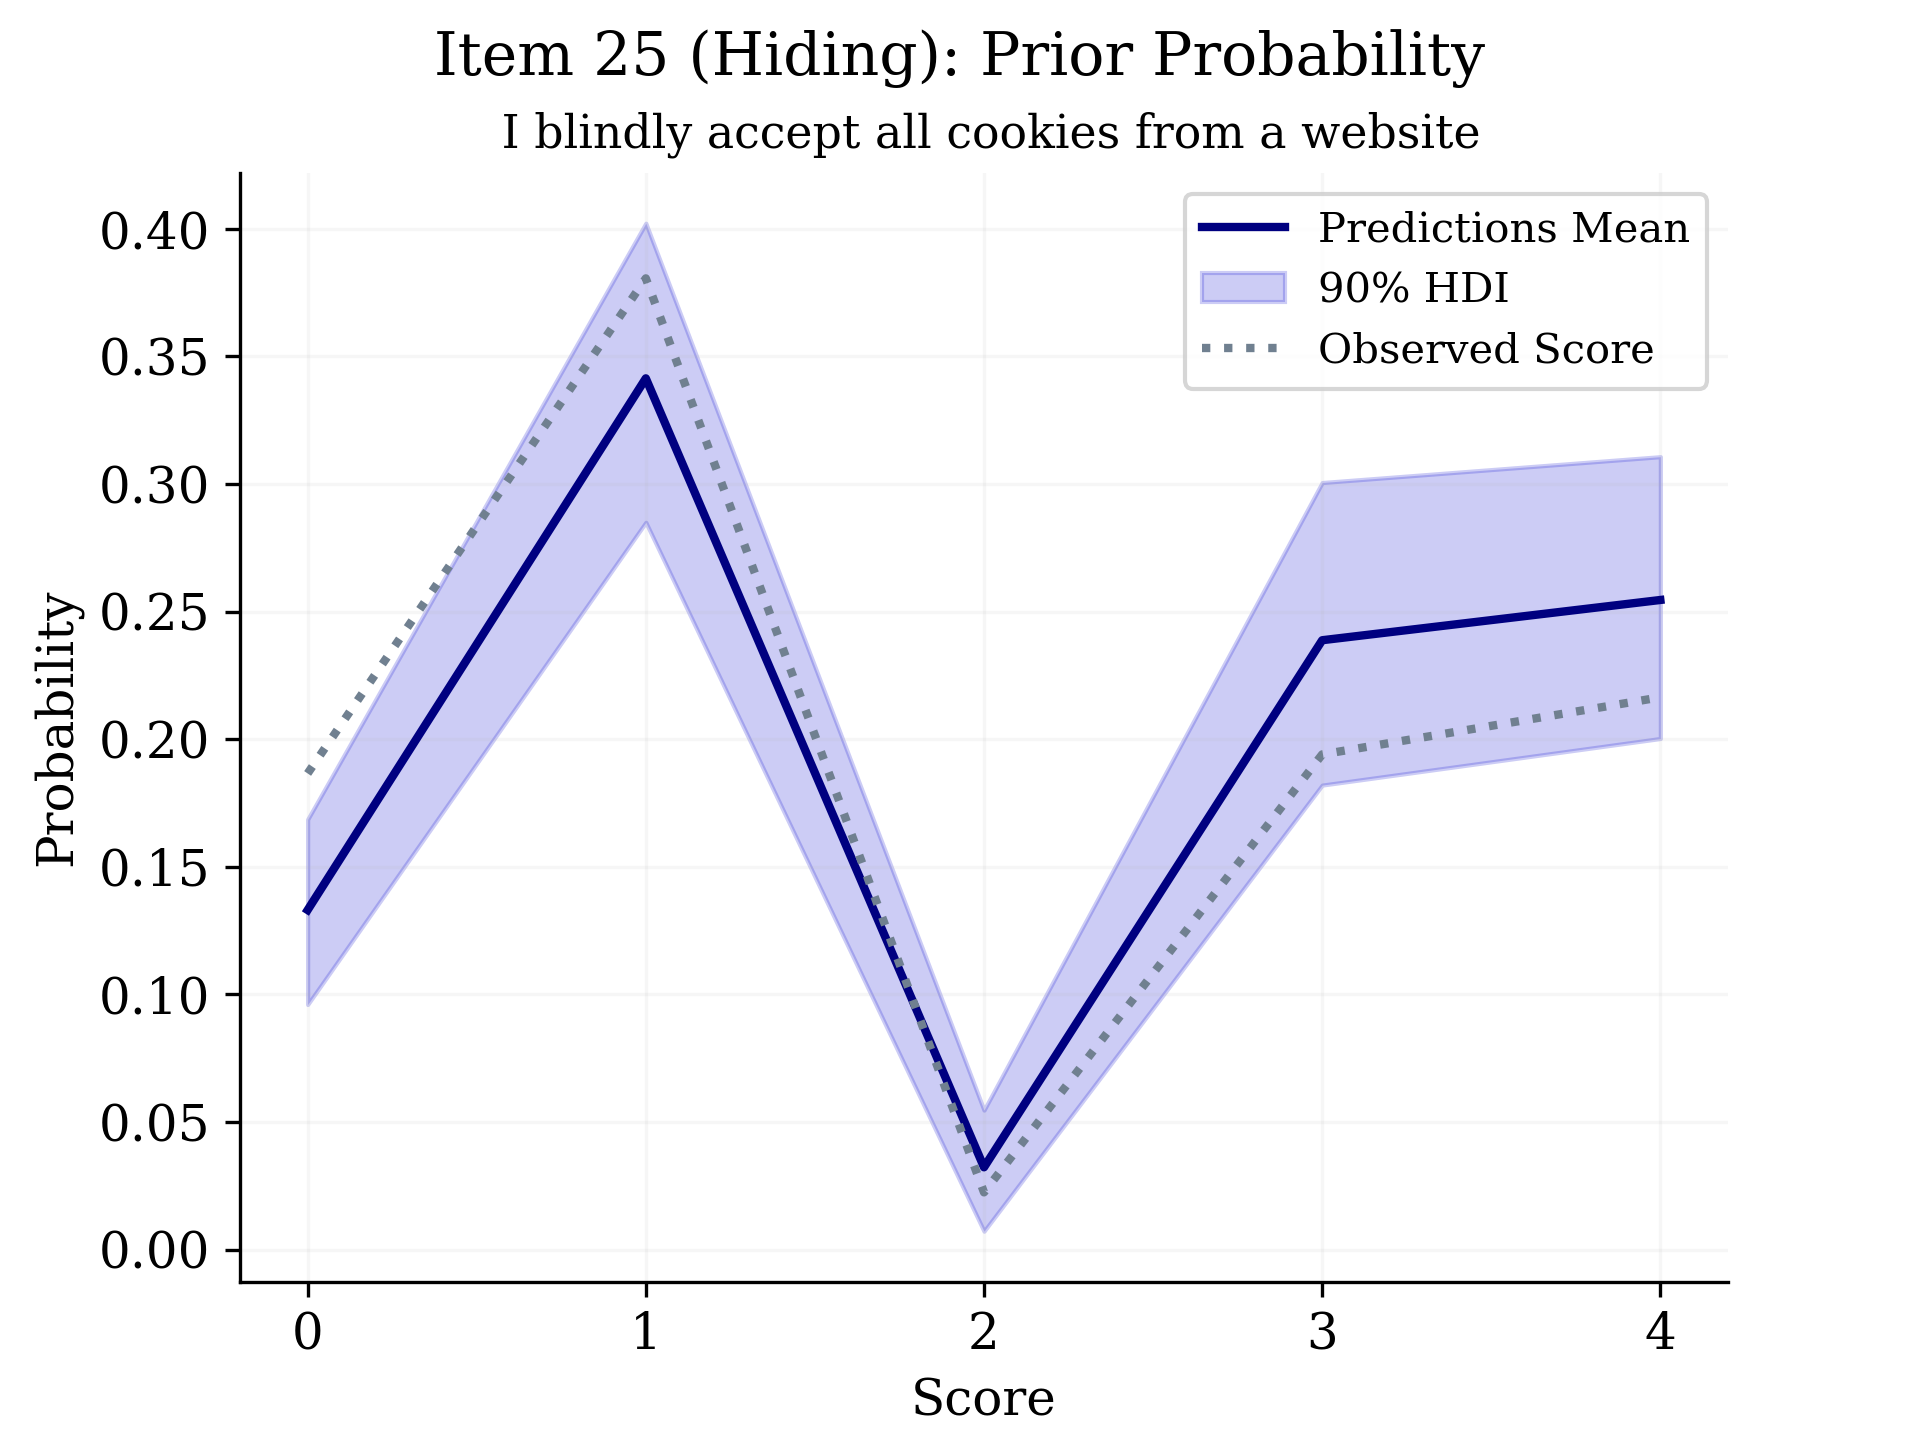 Item 25 (Hiding): Prior Probability
I blindly accept all cookies from a website
Predictions Mean
90% HDI
Observed Score
Probability
0.40
0.35
0.30
0.25
0.20
0.15
0.10
0.05
0.00
0 1 2 3 4
Score